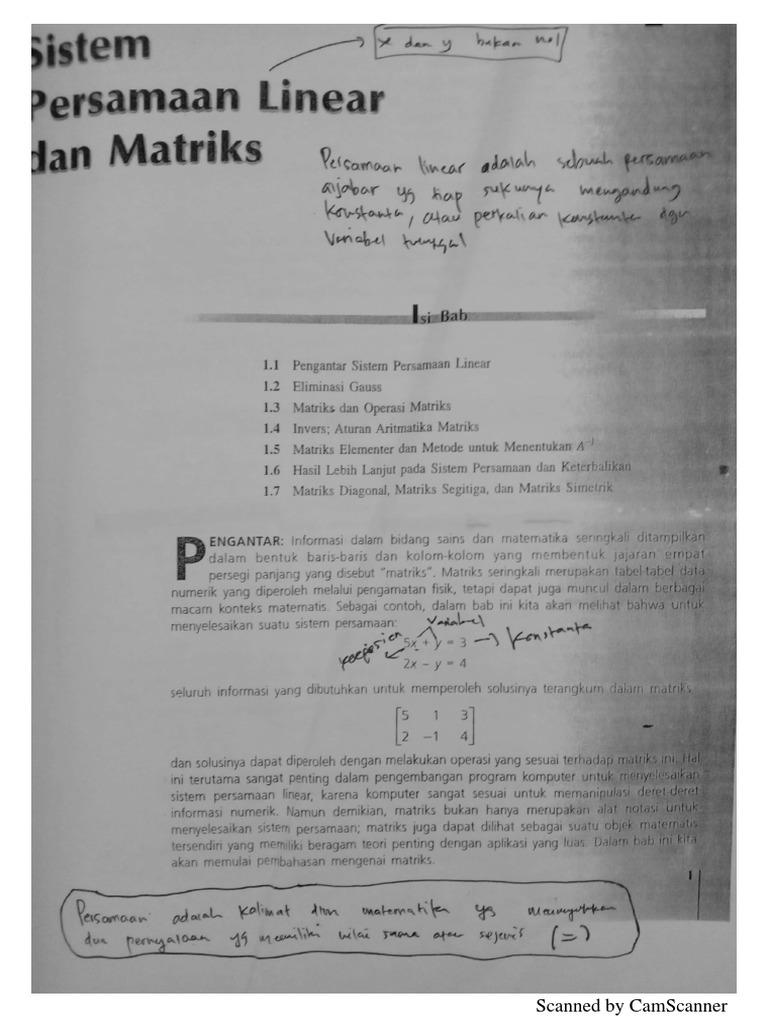 Sistem
Persamaan Linear
dan Matriks
x dan y bukan nol
Persamaan linear adalah sebuah persamaan
aljabar yg tiap sukunya mengandung
konstanta, atau perkalian konstanta dgn
Variabel tunggal
Isi Bab
1.1 Pengantar Sistem Persamaan Linear
1.2 Eliminasi Gauss
1.3 Matriks dan Operasi Matriks
1.4 Invers; Aturan Aritmatika Matriks
1.5 Matriks Elementer dan Metode untuk Menentukan A⁻¹
1.6 Hasil Lebih Lanjut pada Sistem Persamaan dan Keterbalikan
1.7 Matriks Diagonal, Matriks Segitiga, dan Matriks Simetrik
PENGANTAR: Informasi dalam bidang sains dan matematika seringkali ditampilkan
dalam bentuk baris-baris dan kolom-kolom yang membentuk jajaran empat
persegi panjang yang disebut "matriks". Matriks seringkali merupakan tabel-tabel data
numerik yang diperoleh melalui pengamatan fisik, tetapi dapat juga muncul dalam berbagai
macam konteks matematis. Sebagai contoh, dalam bab ini kita akan melihat bahwa untuk
menyelesaikan suatu sistem persamaan:
Variabel
5x + y = 3 → Konstanta
2x − y = 4
seluruh informasi yang dibutuhkan untuk memperoleh solusinya terangkum dalam matriks
5 1 3
2 −1 4
dan solusinya dapat diperoleh dengan melakukan operasi yang sesuai terhadap matriks ini. Hal
ini terutama sangat penting dalam pengembangan program komputer untuk menyelesaikan
sistem persamaan linear, karena komputer sangat sesuai untuk memanipulasi deret-deret
informasi numerik. Namun demikian, matriks bukan hanya merupakan alat notasi untuk
menyelesaikan sistem persamaan; matriks juga dapat dilihat sebagai suatu objek matematis
tersendiri yang memiliki beragam teori penting dengan aplikasi yang luas. Dalam bab ini kita
akan memulai pembahasan mengenai matriks.
1
Persamaan adalah kalimat dlm matematika yg menunjukkan
dua pernyataan yg memiliki nilai sama atau sejenis (=)
Scanned by CamScanner